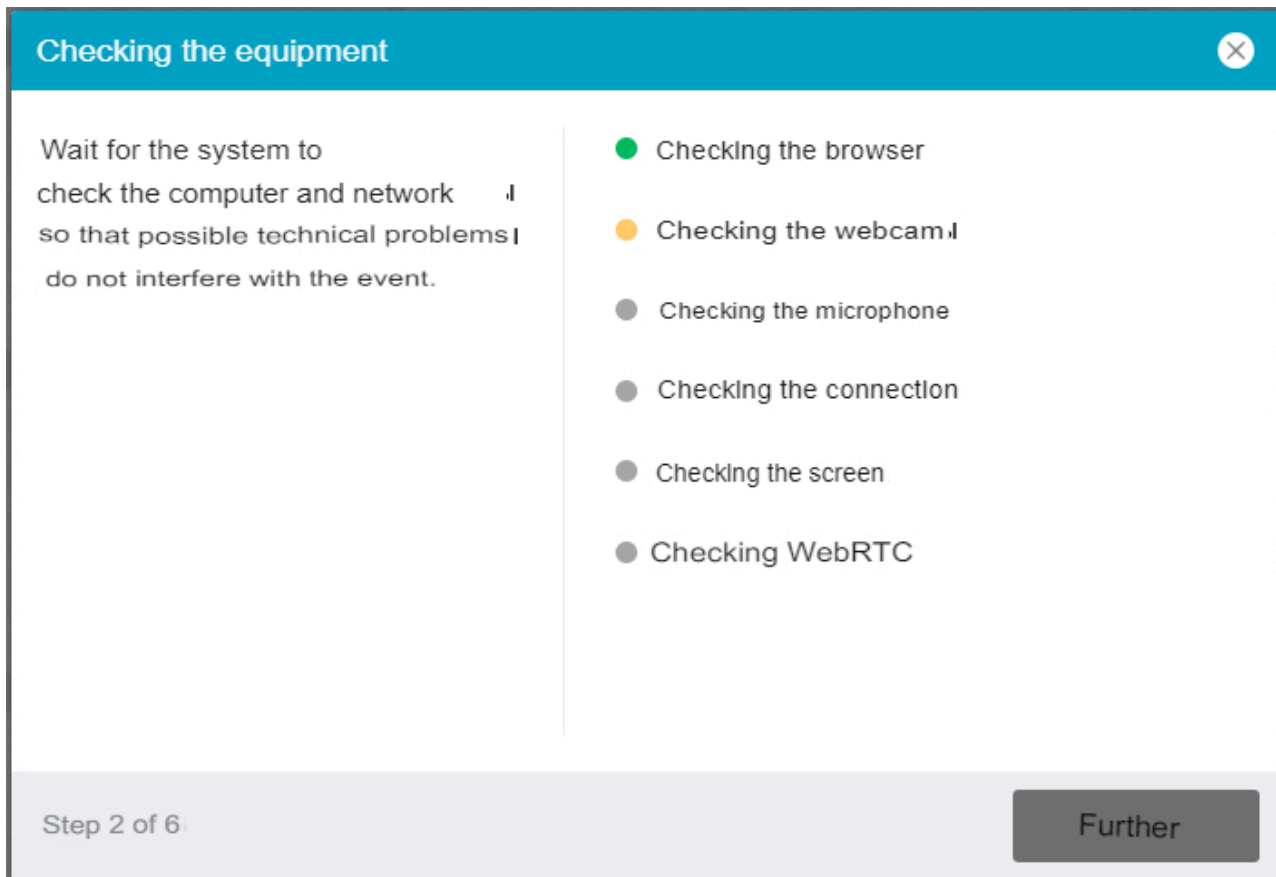 Checking the equipment
Wait for the system to
check the computer and network
so that possible technical problems
do not interfere with the event.
Checking the browser
Checking the webcam
Checking the microphone
Checking the connection
Checking the screen
Checking WebRTC
Step 2 of 6
Further